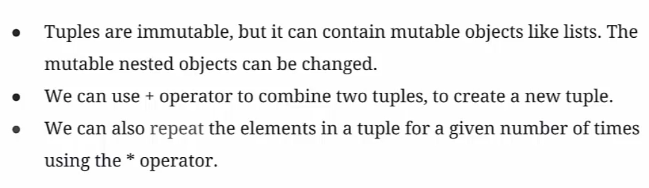 • Tuples are immutable, but it can contain mutable objects like lists. The
mutable nested objects can be changed.
• We can use + operator to combine two tuples, to create a new tuple.
• We can also repeat the elements in a tuple for a given number of times
using the * operator.